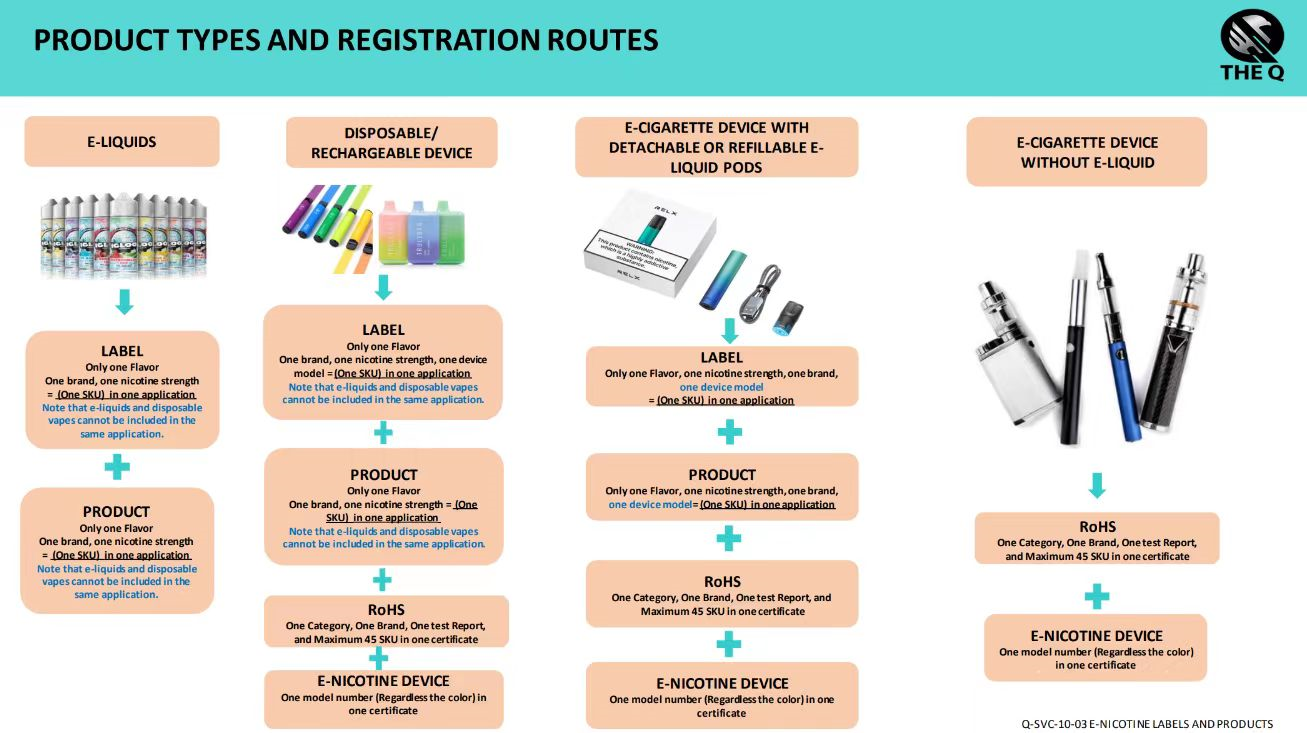 PRODUCT TYPES AND REGISTRATION ROUTES
THE Q
E-LIQUIDS
LABEL
Only one Flavor
One brand, one nicotine strength
= (One SKU) in one application
Note that e-liquids and disposable
vapes cannot be included in the
same application.
PRODUCT
Only one Flavor
One brand, one nicotine strength
= (One SKU) in one application
Note that e-liquids and disposable
vapes cannot be included in the
same application.
DISPOSABLE/
RECHARGEABLE DEVICE
LABEL
Only one Flavor
One brand, one nicotine strength, one device
model = (One SKU) in one application
Note that e-liquids and disposable vapes
cannot be included in the same application.
PRODUCT
Only one Flavor
One brand, one nicotine strength = (One
SKU) in one application
Note that e-liquids and disposable vapes
cannot be included in the same application.
RoHS
One Category, One Brand, One test Report,
and Maximum 45 SKU in one certificate
E-NICOTINE DEVICE
One model number (Regardless the color) in
one certificate
E-CIGARETTE DEVICE WITH
DETACHABLE OR REFILLABLE E-
LIQUID PODS
RELX
WARNING:
This product contains nicotine,
which is a highly addictive
substance.
RELX
LABEL
Only one Flavor, one nicotine strength, one brand,
one device model
= (One SKU) in one application
PRODUCT
Only one Flavor, one nicotine strength, one brand,
one device model= (One SKU) in one application
RoHS
One Category, One Brand, One test Report, and
Maximum 45 SKU in one certificate
E-NICOTINE DEVICE
One model number (Regardless the color) in one
certificate
E-CIGARETTE DEVICE
WITHOUT E-LIQUID
RoHS
One Category, One Brand, One test Report,
and Maximum 45 SKU in one certificate
E-NICOTINE DEVICE
One model number (Regardless the color)
in one certificate
Q-SVC-10-03 E-NICOTINE LABELS AND PRODUCTS